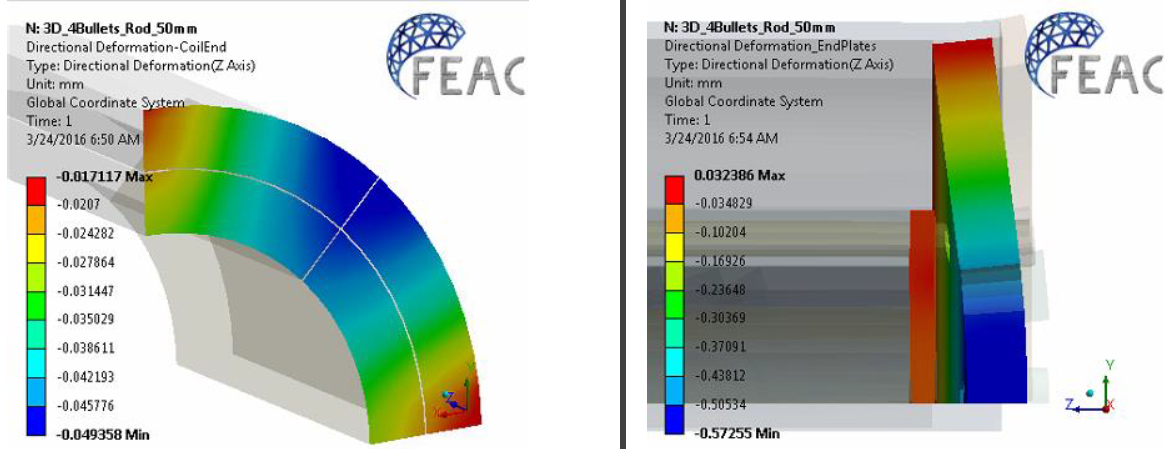 N: 3D_4Bullets_Rod_50mm
Directional Deformation-CoilEnd
Type: Directional Deformation(Z Axis)
Unit: mm
Global Coordinate System
Time: 1
3/24/2016 6:50 AM
FEAC
-0.017117 Max
-0.0207
-0.024282
-0.027864
-0.031447
-0.035029
-0.038611
-0.042193
-0.045776
-0.049358 Min
Y
Z
X
N: 3D_4Bullets_Rod_50mm
Directional Deformation_EndPlates
Type: Directional Deformation(Z Axis)
Unit: mm
Global Coordinate System
Time: 1
3/24/2016 6:54 AM
FEAC
0.032386 Max
-0.034829
-0.10204
-0.16926
-0.23648
-0.30369
-0.37091
-0.43812
-0.50534
-0.57255 Min
Y
Z
X